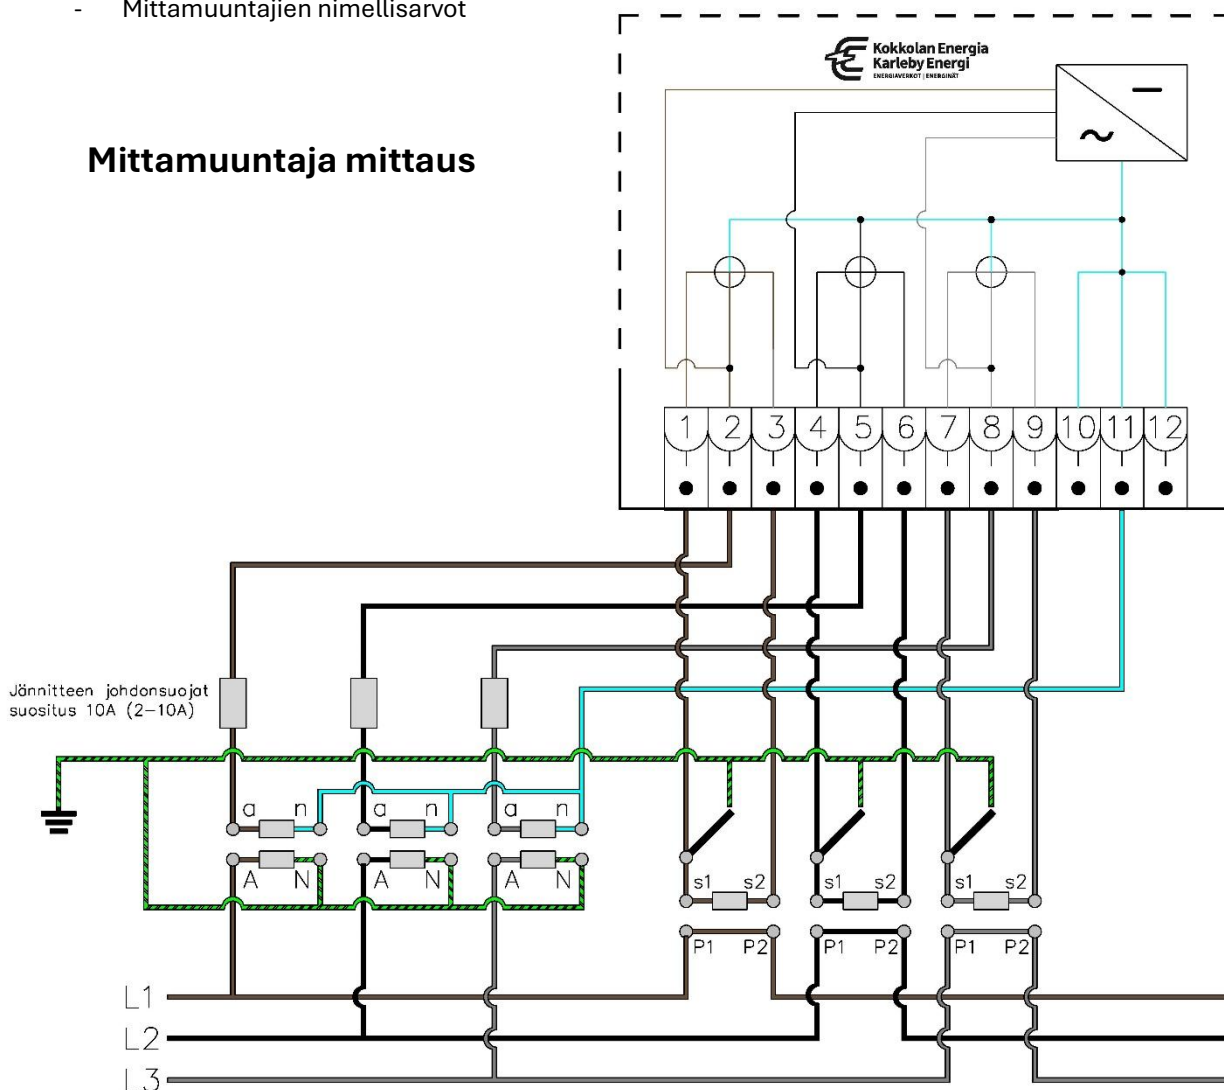 - Mittamuuntajien nimellisarvot
Kokkolan Energia
Karleby Energi
ENERGIAVERKOT | ENERGINÄT
Mittamuuntaja mittaus
1 2 3 4 5 6 7 8 9 10 11 12
Jännitteen johdonsuojat
suositus 10A (2-10A)
a n a n a n
A N A N A N
s1 s2 s1 s2 s1 s2
P1 P2 P1 P2 P1 P2
L1
L2
L3